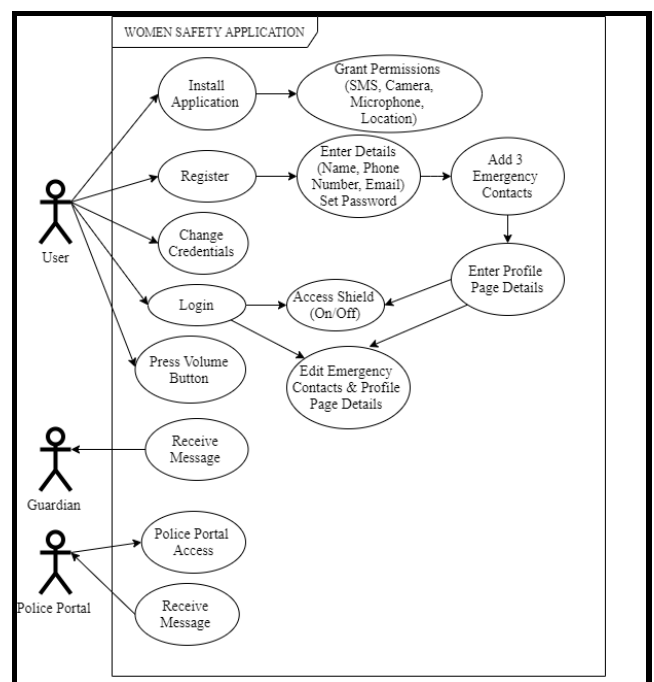 WOMEN SAFETY APPLICATION
Install
Application
Grant Permissions
(SMS, Camera,
Microphone,
Location)
Register
Enter Details
(Name, Phone
Number, Email)
Set Password
Add 3
Emergency
Contacts
User
Change
Credentials
Enter Profile
Page Details
Login
Access Shield
(On/Off)
Press Volume
Button
Edit Emergency
Contacts & Profile
Page Details
Receive
Message
Guardian
Police Portal
Access
Police Portal
Receive
Message